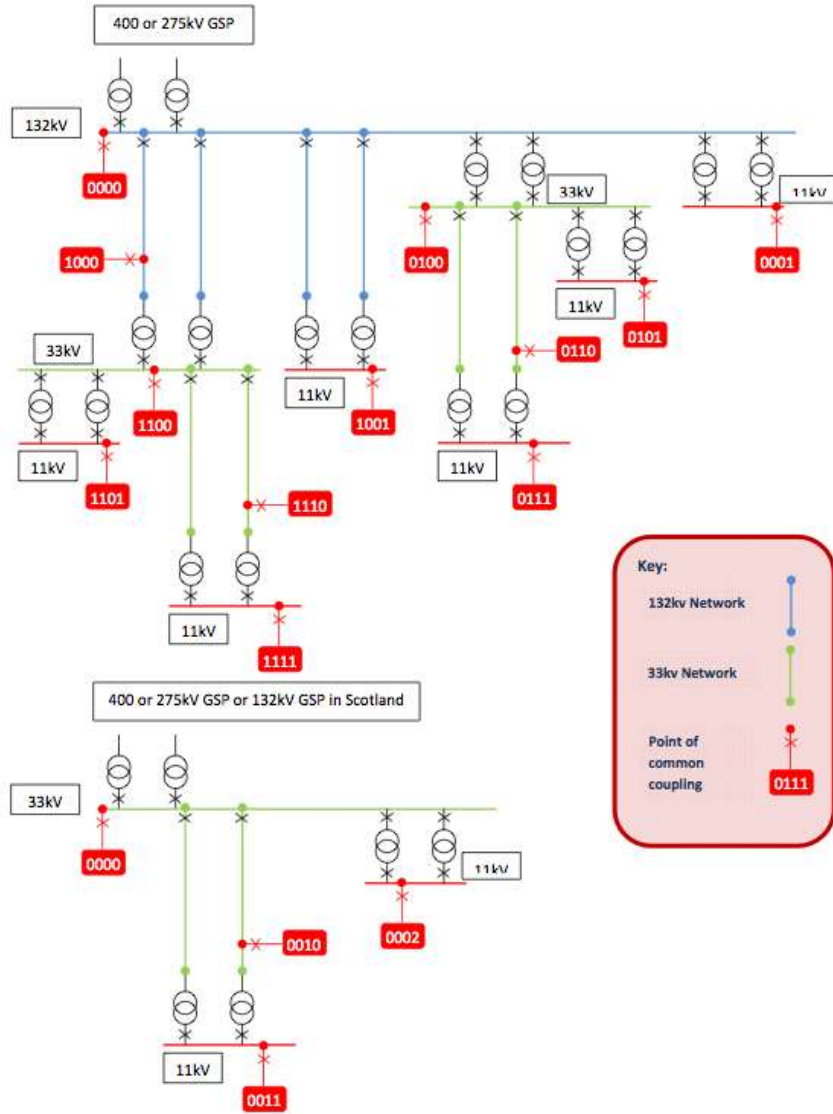 400 or 275kV GSP
132kV
0000
33kV
11kV
1000
0100
0001
11kV
0101
33kV
0110
11kV
1100
1001
11kV
11kV
1101
0111
1110
Key:
132kv Network
11kV
1111
33kv Network
400 or 275kV GSP or 132kV GSP in Scotland
Point of
common
coupling
0111
33kV
0000
11kV
0002
0010
11kV
0011